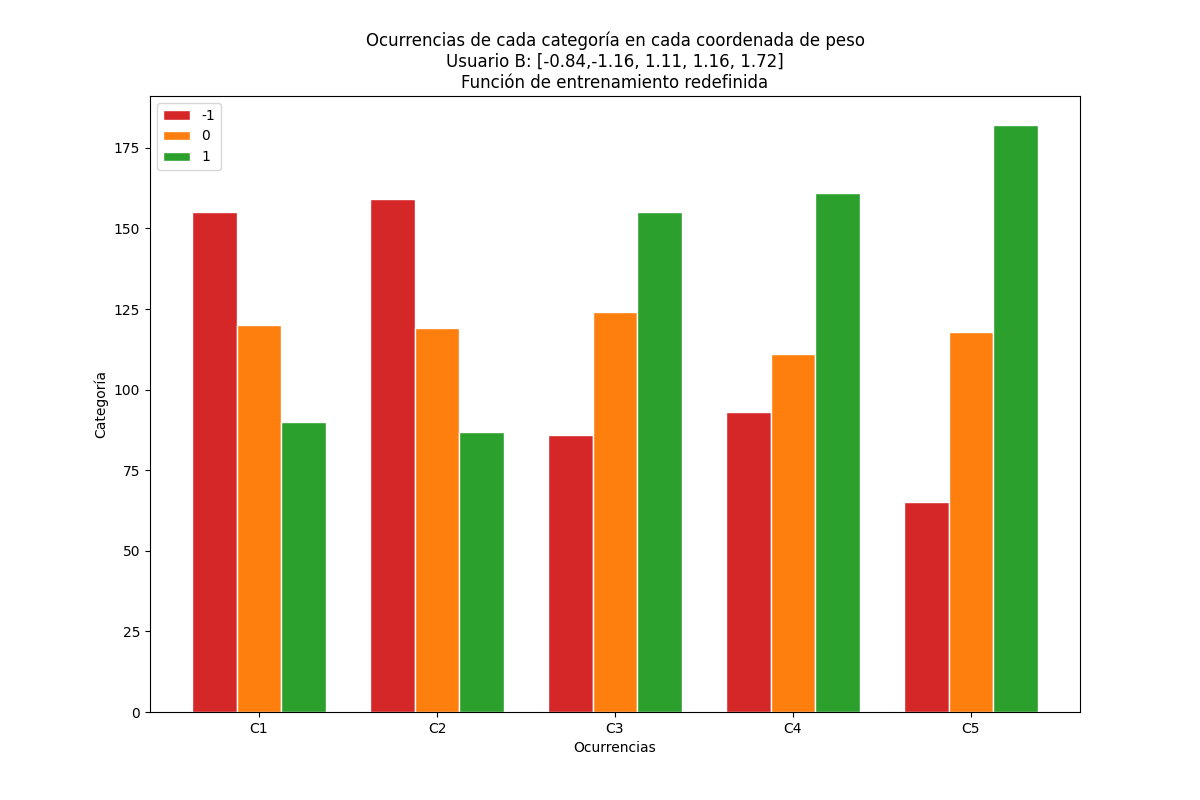 Ocurrencias de cada categoría en cada coordenada de peso
Usuario B: [-0.84,-1.16, 1.11, 1.16, 1.72]
Función de entrenamiento redefinida
-1
0
1
175
150
125
100
75
50
25
0
Categoría
C1 C2 C3 C4 C5
Ocurrencias